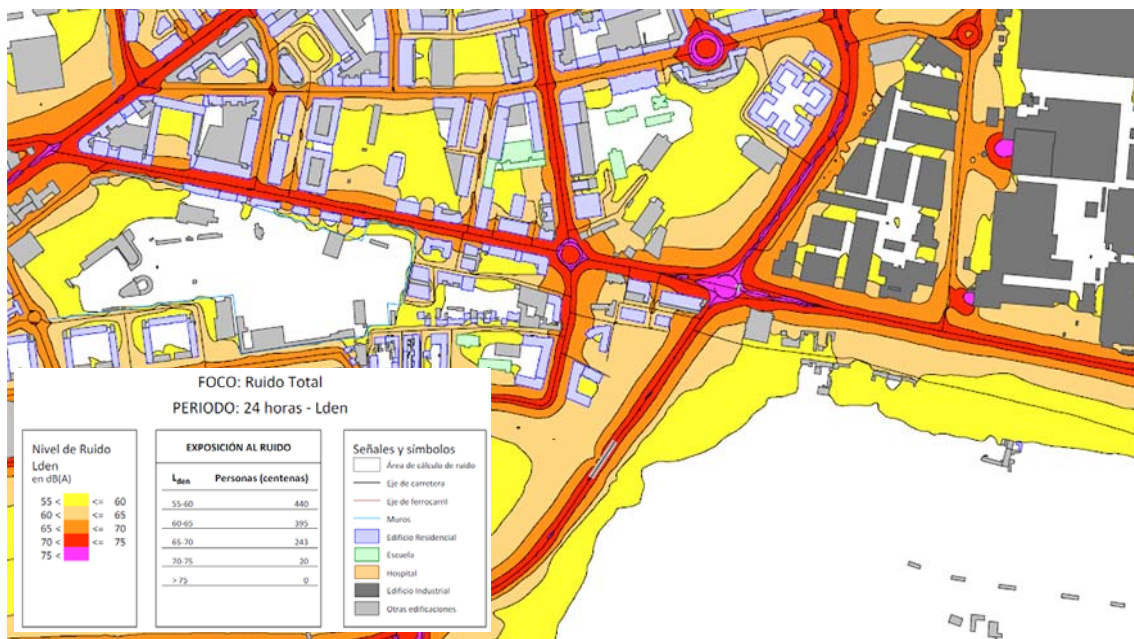 FOCO: Ruido Total
PERIODO: 24 horas - Lden
Nivel de Ruido
Lden
en dB(A)
55 < <= 60
60 < <= 65
65 < <= 70
70 < <= 75
75 <
EXPOSICIÓN AL RUIDO
Lden Personas (centenas)
55-60 440
60-65 395
65-70 243
70-75 20
>75 0
Señales y símbolos
Área de cálculo de ruido
Eje de carretera
Eje de ferrocarril
Muros
Edificio Residencial
Escuela
Hospital
Edificio Industrial
Otras edificaciones